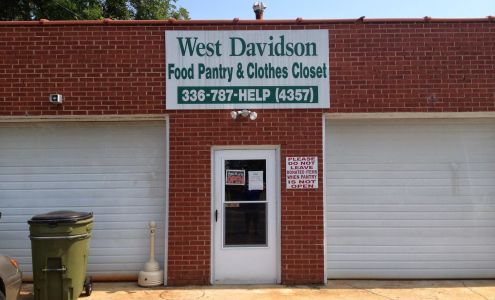 West Davidson
Food Pantry & Clothes Closet
336-787-HELP (4357)
PLEASE
DO NOT
LEAVE
DONATED ITEMS
WHEN PANTRY
IS NOT
OPEN